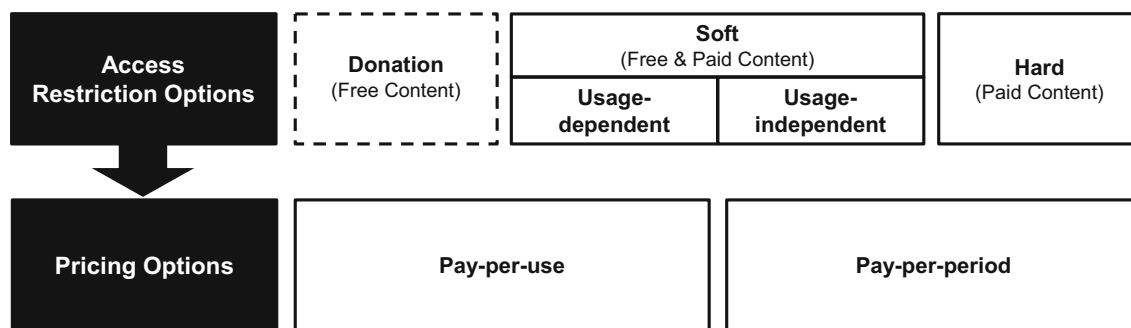 Access
Restriction Options
Donation
(Free Content)
Soft
(Free & Paid Content)
Usage-
dependent
Usage-
independent
Hard
(Paid Content)
Pricing Options
Pay-per-use
Pay-per-period